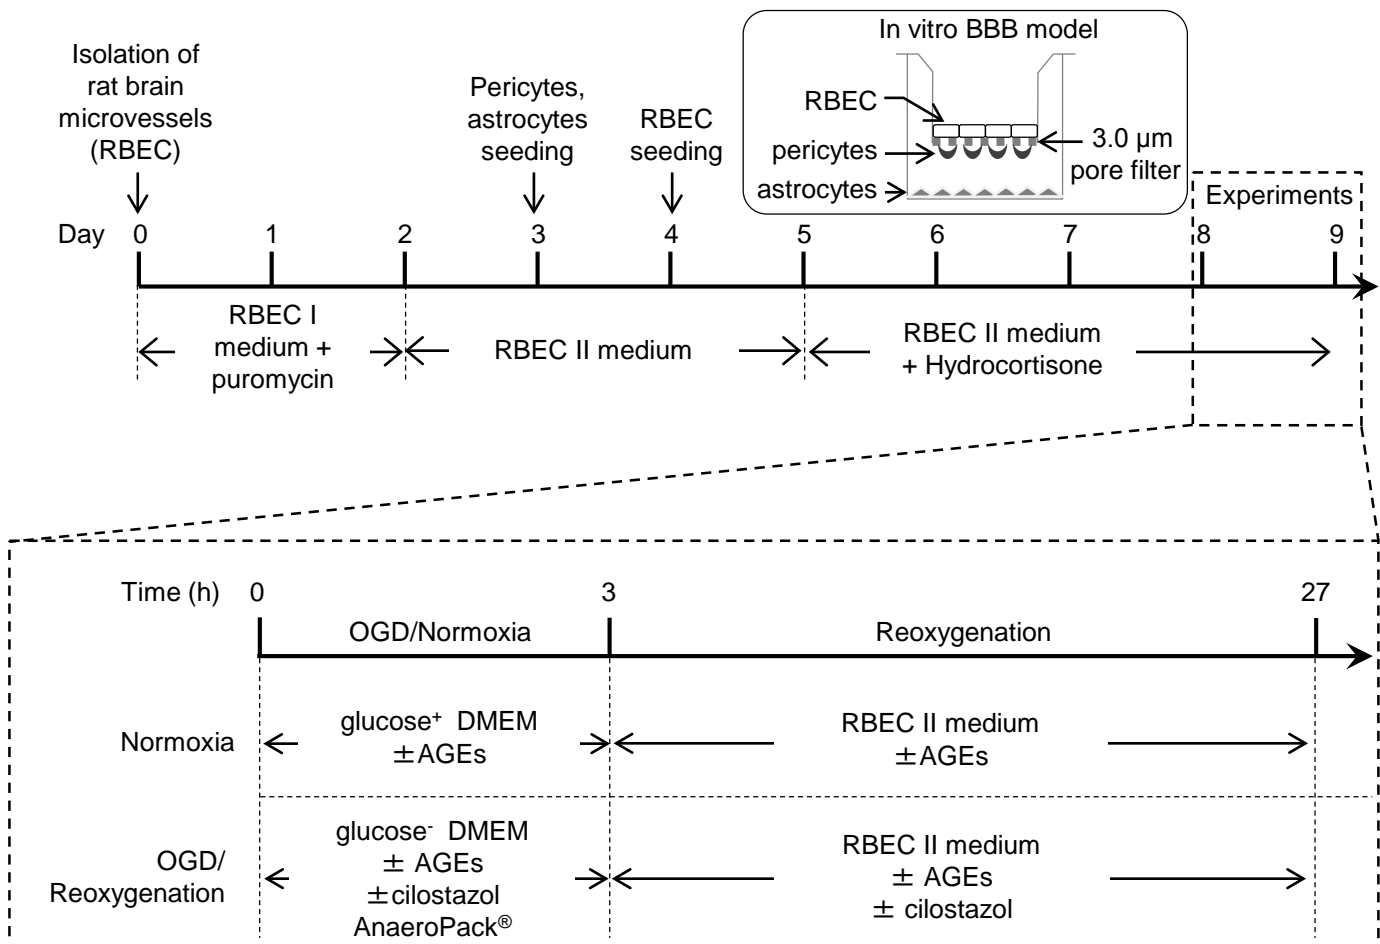 Isolation of
rat brain
microvessels
(RBEC)
Pericytes,
astrocytes
seeding
RBEC
seeding
In vitro BBB model
RBEC
pericytes
astrocytes
3.0 μm
pore filter
Experiments
Day 0 1 2 3 4 5 6 7 8 9
RBEC I
medium +
puromycin
RBEC II medium
RBEC II medium
+ Hydrocortisone
Time (h) 0 3 27
OGD/Normoxia Reoxygenation
Normoxia
glucose⁺ DMEM
±AGEs
RBEC II medium
±AGEs
OGD/
Reoxygenation
glucose⁻ DMEM
± AGEs
±cilostazol
AnaeroPack®
RBEC II medium
± AGEs
± cilostazol